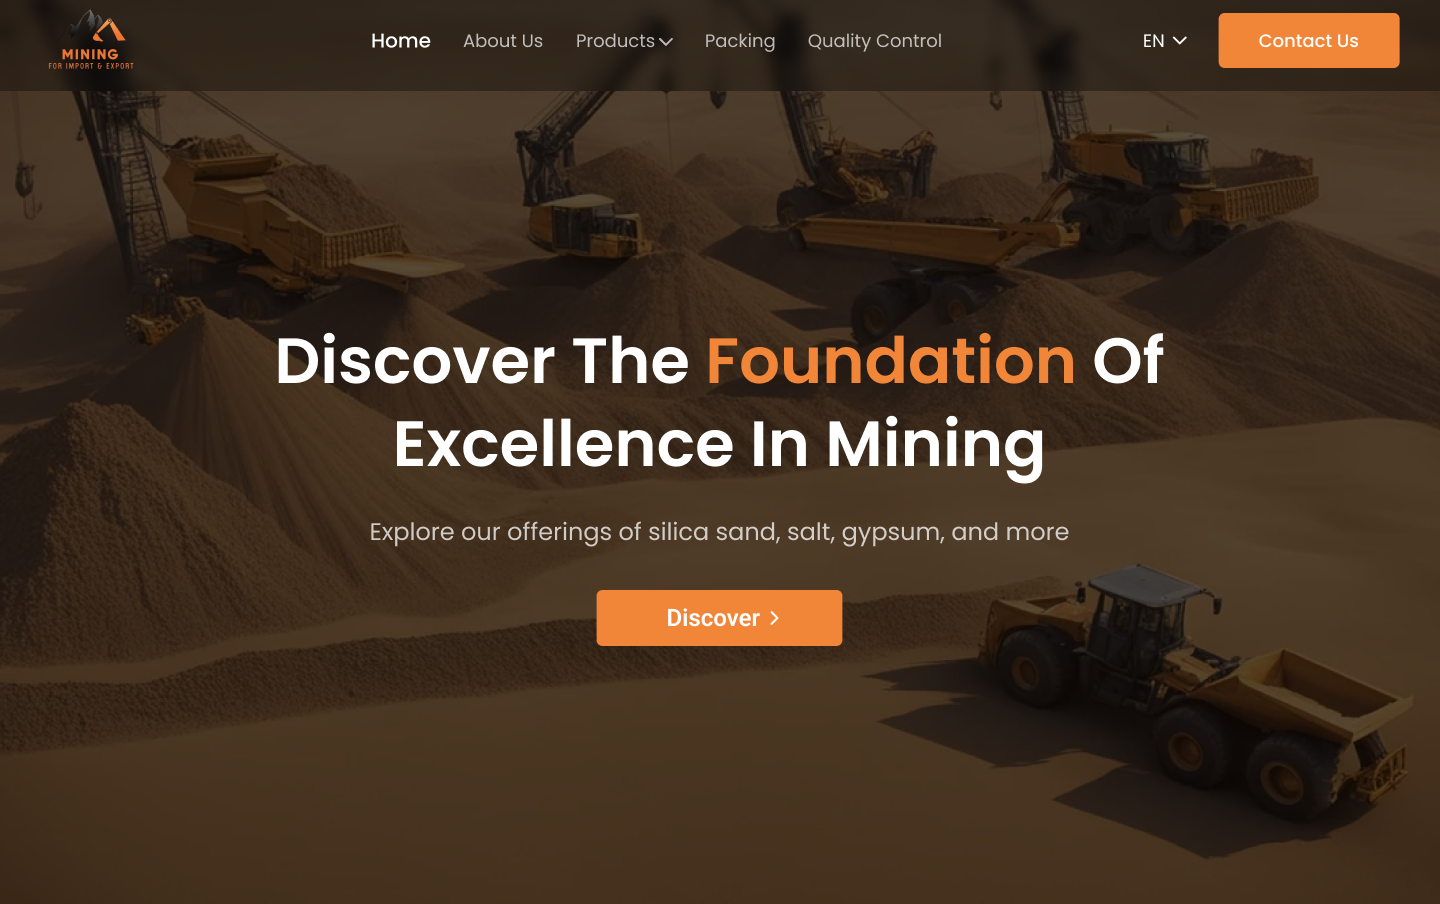 MINING
FOR IMPORT & EXPORT
Home
About Us
Products
Packing
Quality Control
EN
Contact Us
Discover The Foundation Of
Excellence In Mining
Explore our offerings of silica sand, salt, gypsum, and more
Discover